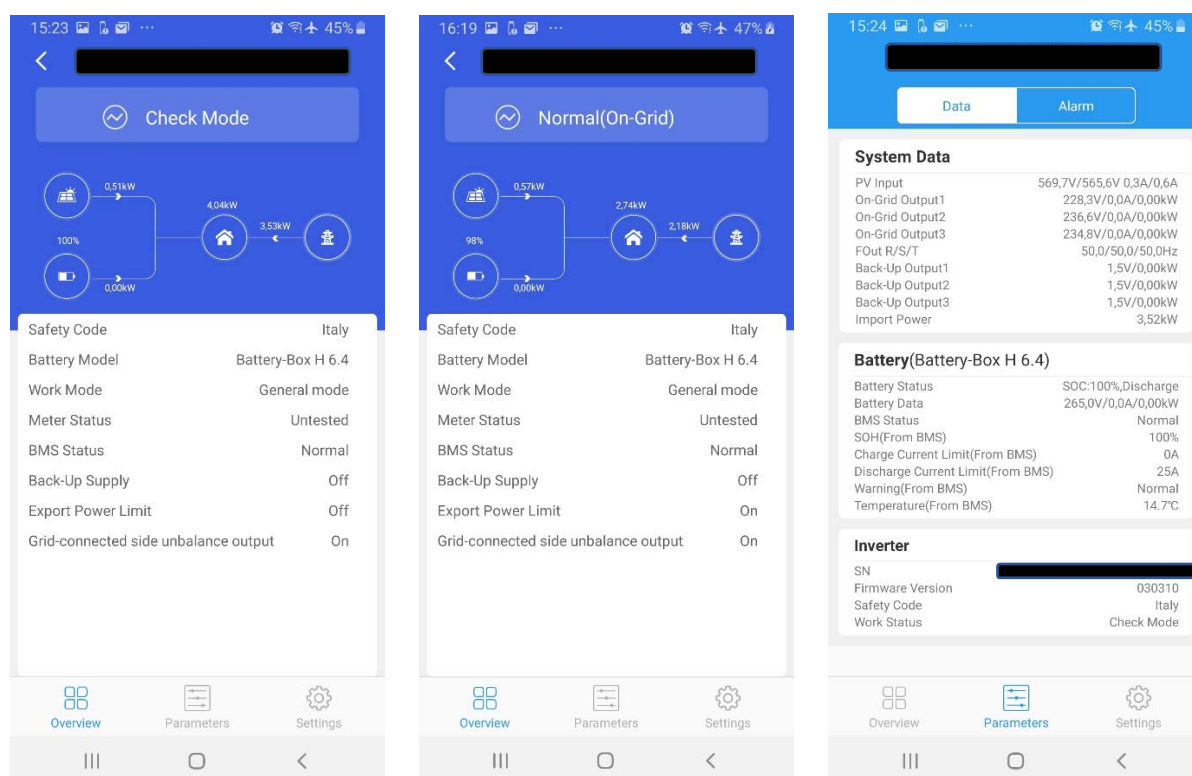 15:23 ... 45%
Check Mode
0,51kW
4,04kW
3,53kW
100%
0,00kW
Safety Code Italy
Battery Model Battery-Box H 6.4
Work Mode General mode
Meter Status Untested
BMS Status Normal
Back-Up Supply Off
Export Power Limit Off
Grid-connected side unbalance output On
Overview Parameters Settings
16:19 ... 47%
Normal(On-Grid)
0,57kW
2,74kW
2,18kW
98%
0,00kW
Safety Code Italy
Battery Model Battery-Box H 6.4
Work Mode General mode
Meter Status Untested
BMS Status Normal
Back-Up Supply Off
Export Power Limit On
Grid-connected side unbalance output On
Overview Parameters Settings
15:24 ... 45%
Data Alarm
System Data
PV Input 569,7V/565,6V 0,3A/0,6A
On-Grid Output1 228,3V/0,0A/0,00kW
On-Grid Output2 236,6V/0,0A/0,00kW
On-Grid Output3 234,8V/0,0A/0,00kW
FOut R/S/T 50,0/50,0/50,0Hz
Back-Up Output1 1,5V/0,00kW
Back-Up Output2 1,5V/0,00kW
Back-Up Output3 1,5V/0,00kW
Import Power 3,52kW
Battery(Battery-Box H 6.4)
Battery Status SOC:100%,Discharge
Battery Data 265,0V/0,0A/0,00kW
BMS Status Normal
SOH(From BMS) 100%
Charge Current Limit(From BMS) 0A
Discharge Current Limit(From BMS) 25A
Warning(From BMS) Normal
Temperature(From BMS) 14.7℃
Inverter
SN
Firmware Version 030310
Safety Code Italy
Work Status Check Mode
Overview Parameters Settings